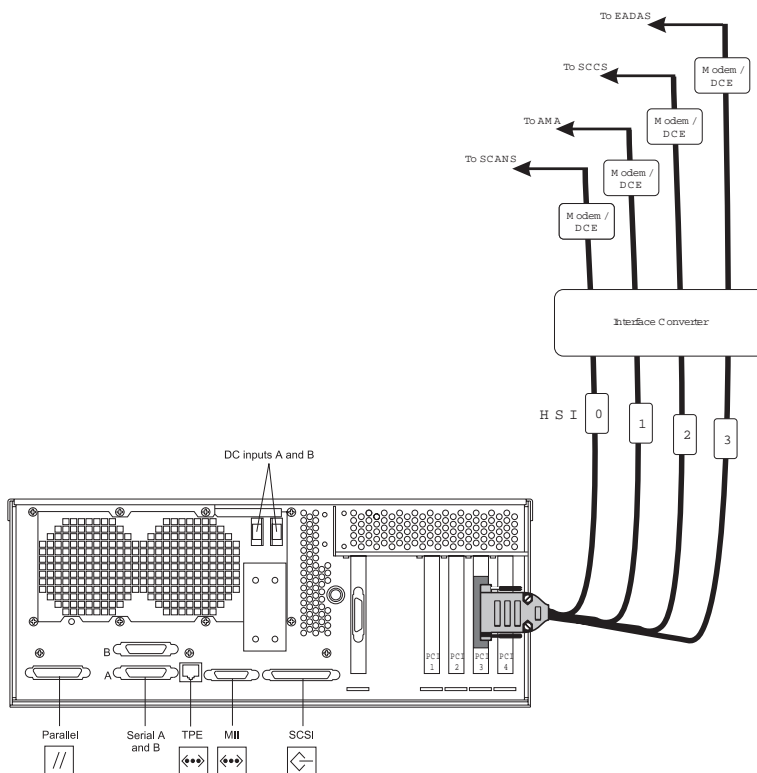 To EADAS
Modem /
DCE
To SCCS
Modem /
DCE
To AMA
Modem /
DCE
To SCANS
Modem /
DCE
Interface Converter
HSI 0 1 2 3
DC inputs A and B
B
A
PCI
1
PCI
2
PCI
3
PCI
4
Parallel
Serial A
and B
TPE
MII
SCSI